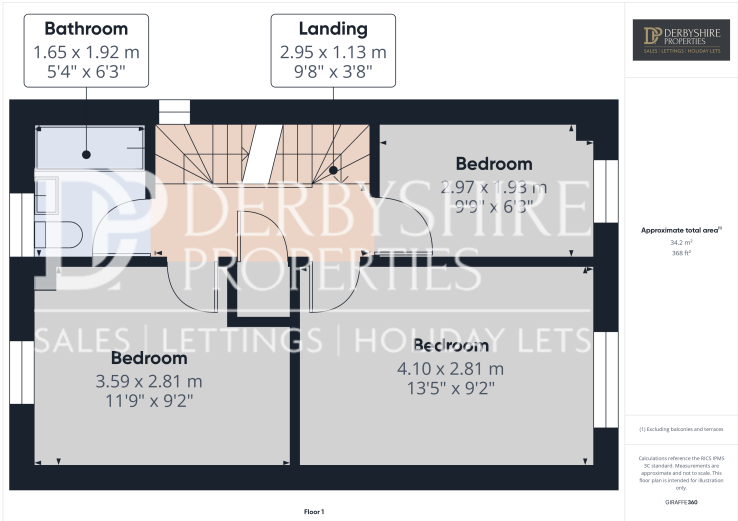 Bathroom
1.65 x 1.92 m
5'4" x 6'3"
Landing
2.95 x 1.13 m
9'8" x 3'8"
Bedroom
2.97 x 1.93 m
9'9" x 6'3"
DERBYSHIRE
PROPERTIES
SALES | LETTINGS | HOLIDAY LETS
Bedroom
3.59 x 2.81 m
11'9" x 9'2"
Bedroom
4.10 x 2.81 m
13'5" x 9'2"
Floor 1
DERBYSHIRE
PROPERTIES
SALES | LETTINGS | HOLIDAY LETS
Approximate total area(1)
34.2 m²
368 ft²
(1) Excluding balconies and terraces
Calculations reference the RICS IPMS
3C standard. Measurements are
approximate and not to scale. This
floor plan is intended for illustration
only.
GIRAFFE360